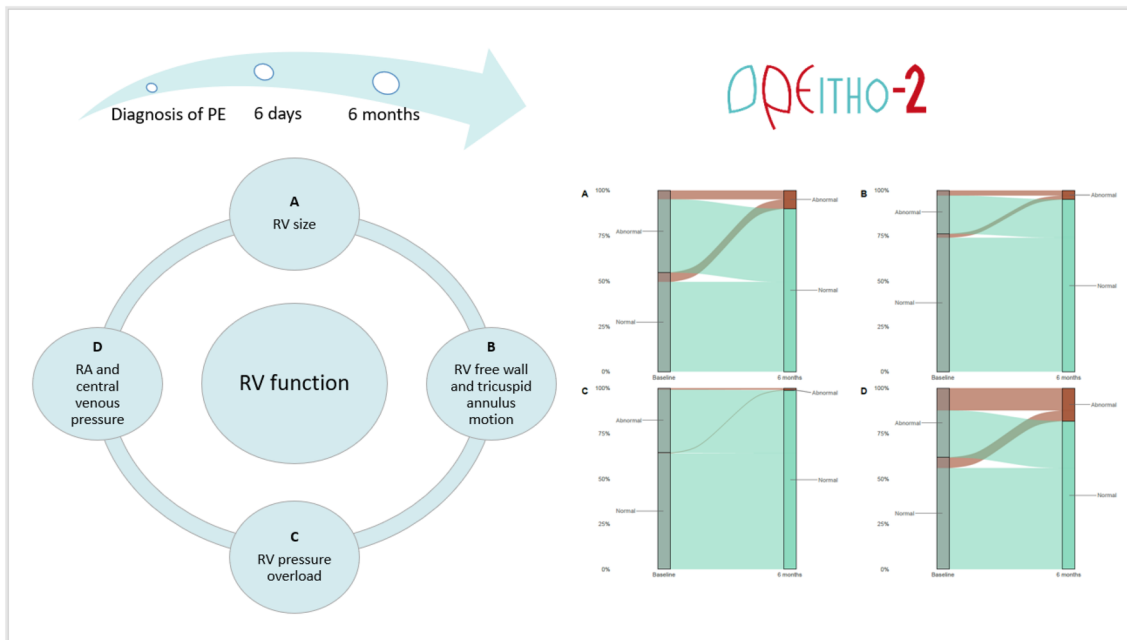 Diagnosis of PE
6 days
6 months
PEITHO-2
A
RV size
B
RV free wall
and tricuspid
annulus
motion
C
RV pressure
overload
D
RA and
central
venous
pressure
RV function
A
100%
75%
50%
25%
0%
Abnormal
Normal
Abnormal
Normal
Baseline
6 months
B
100%
75%
50%
25%
0%
Abnormal
Normal
Abnormal
Normal
Baseline
6 months
C
100%
75%
50%
25%
0%
Abnormal
Normal
Abnormal
Normal
Baseline
6 months
D
100%
75%
50%
25%
0%
Abnormal
Normal
Abnormal
Normal
Baseline
6 months